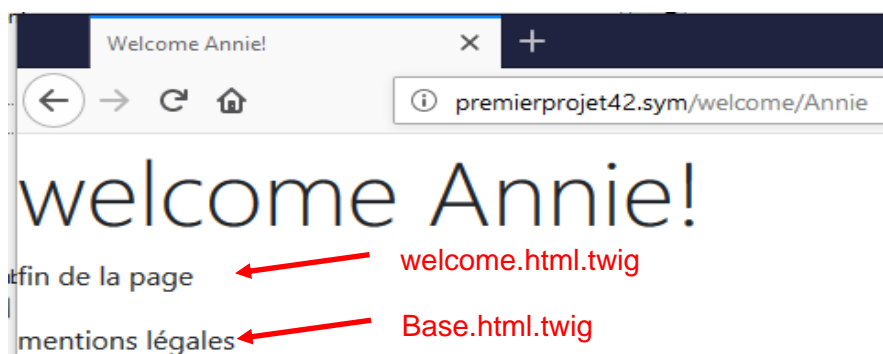 Welcome Annie!
premierprojet42.sym/welcome/Annie
welcome Annie!
fin de la page
welcome.html.twig
mentions légales
Base.html.twig